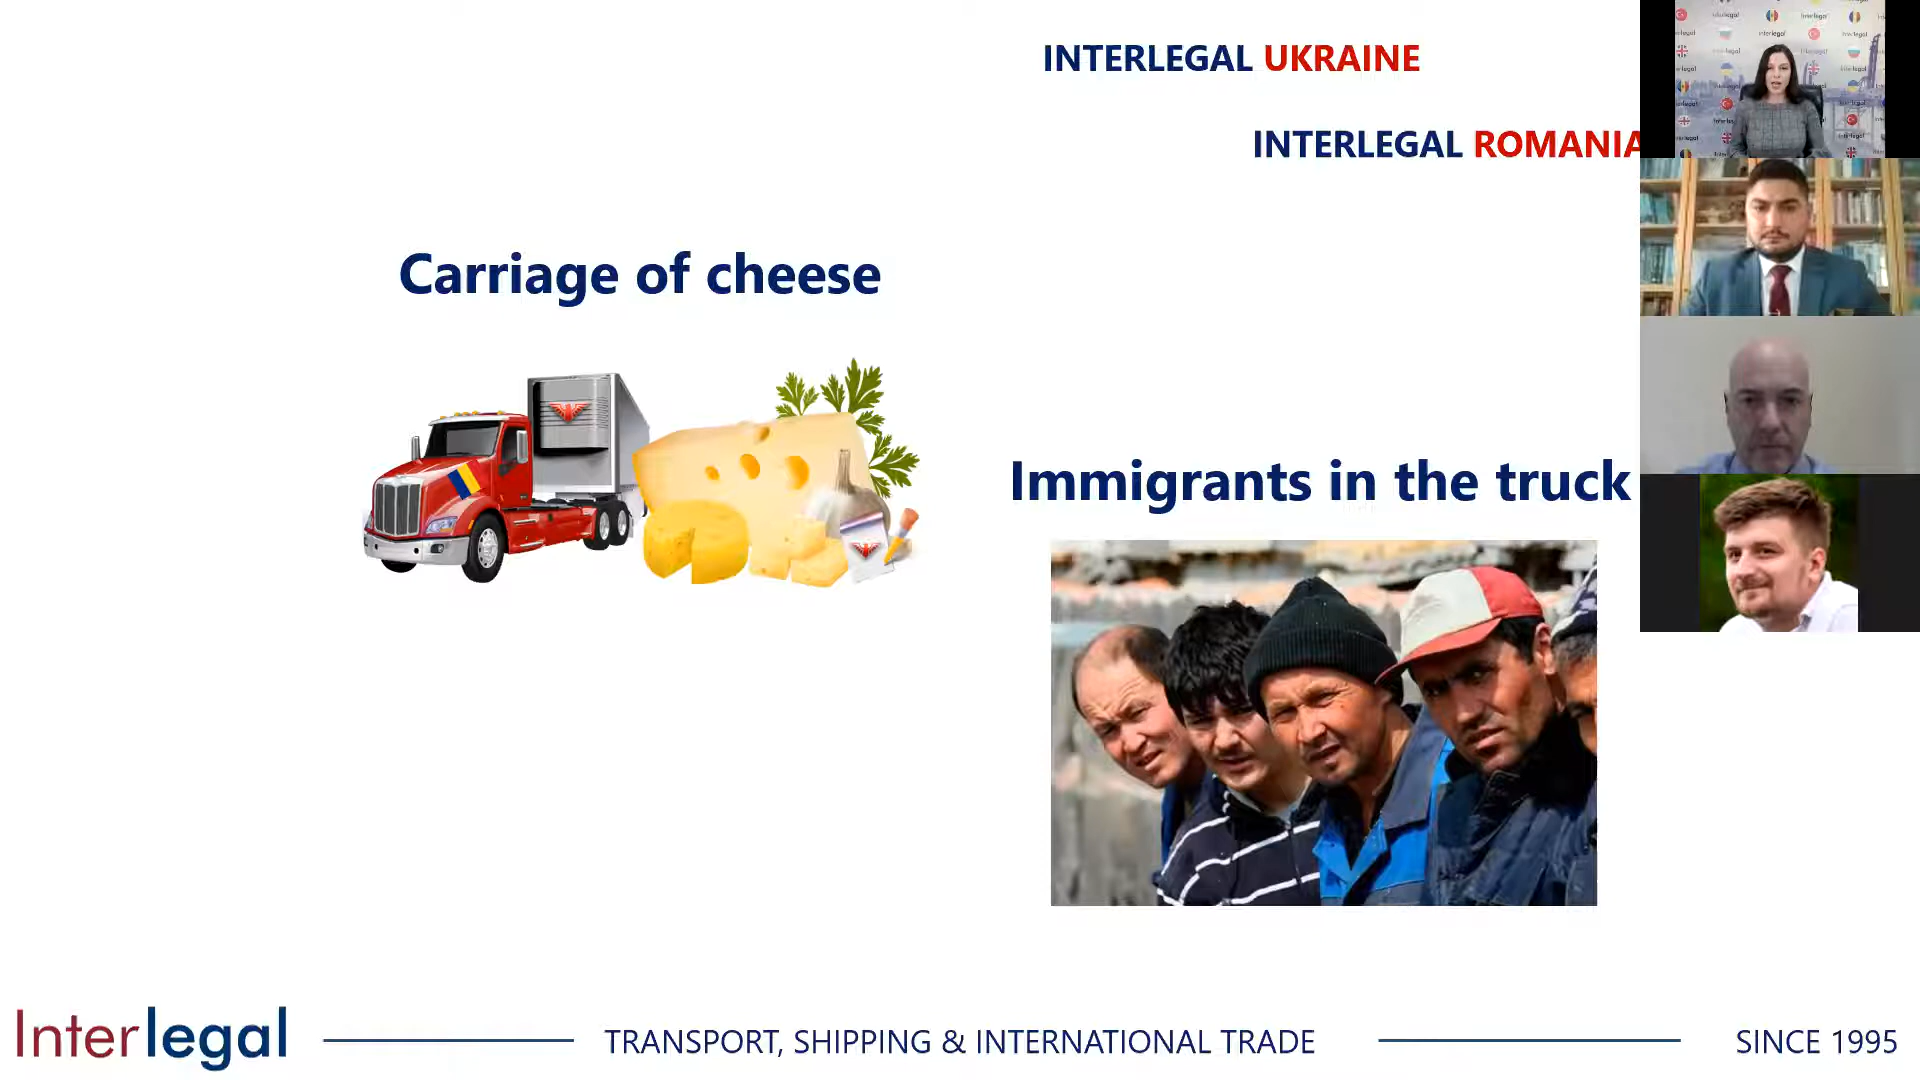 INTERLEGAL UKRAINE
INTERLEGAL ROMANIA
Carriage of cheese
Immigrants in the truck
Interlegal
TRANSPORT, SHIPPING & INTERNATIONAL TRADE
SINCE 1995